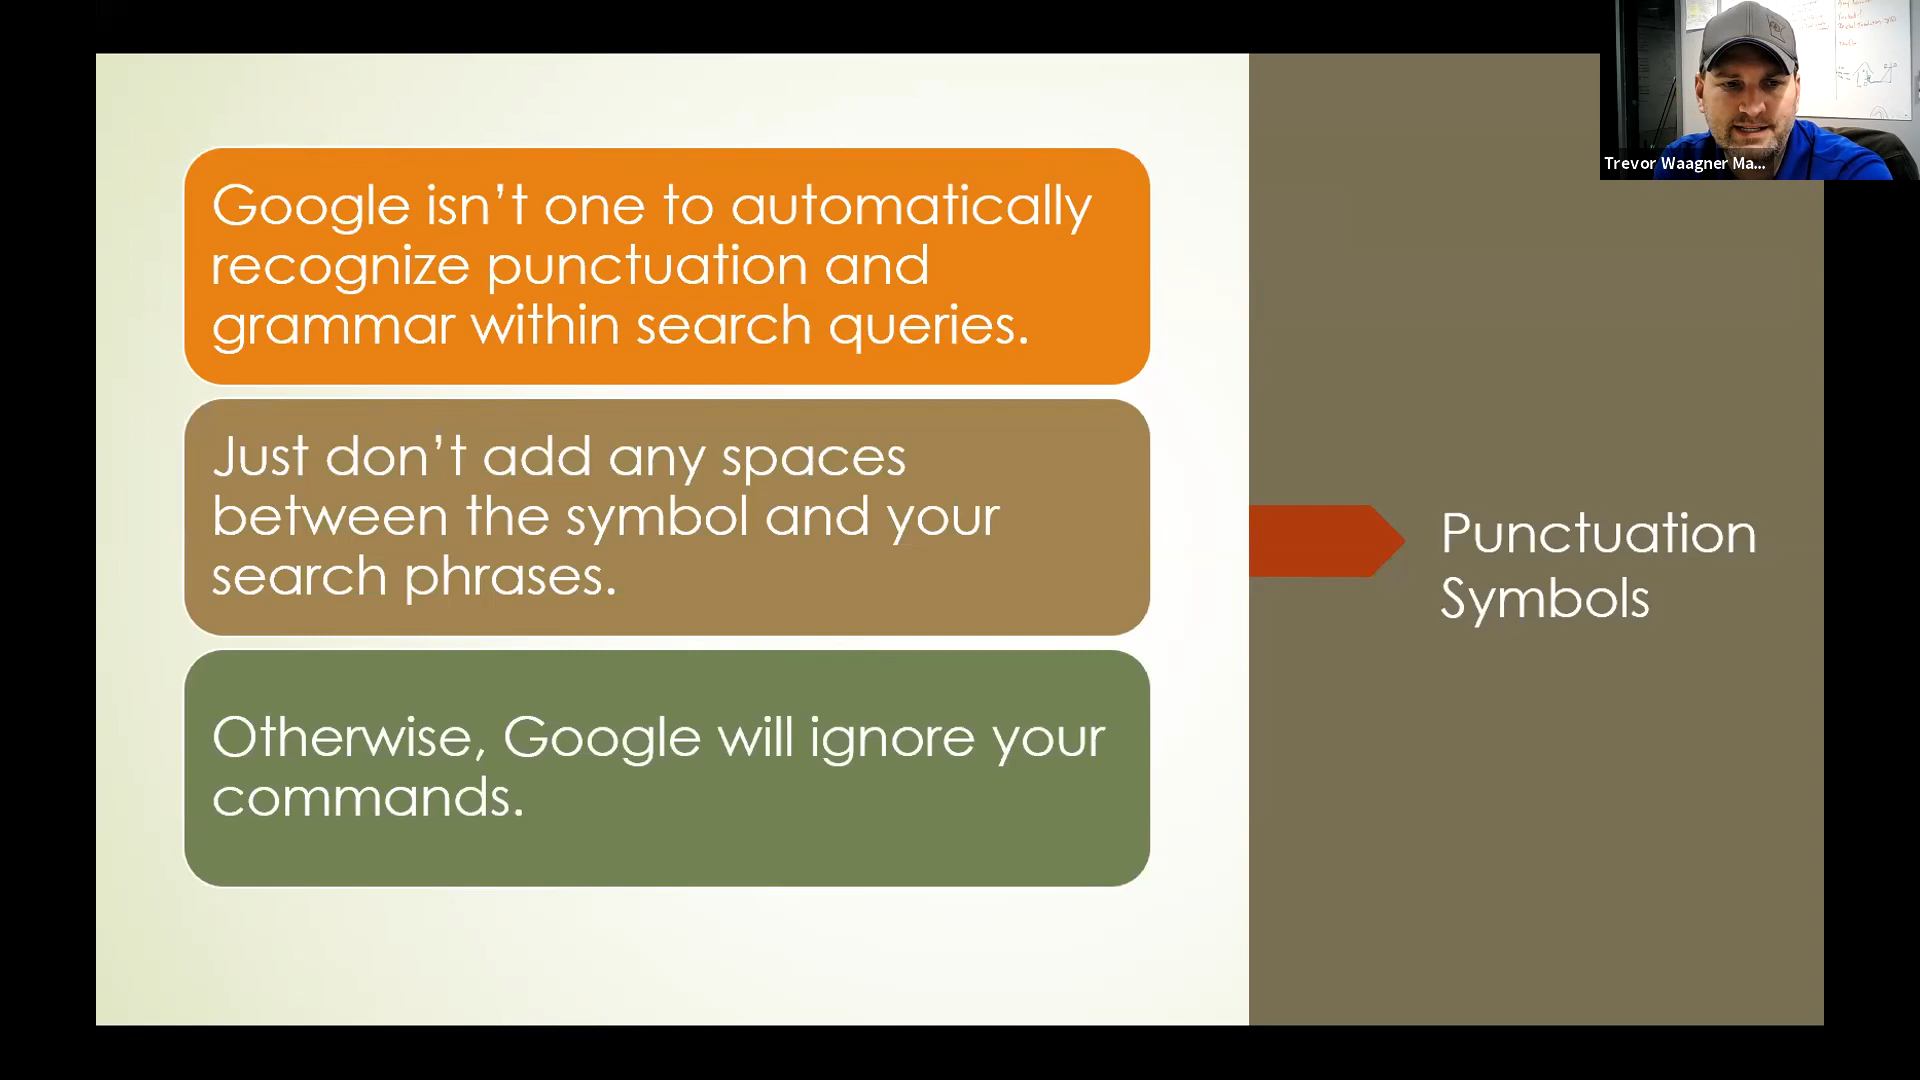 Google isn’t one to automatically
recognize punctuation and
grammar within search queries.
Just don’t add any spaces
between the symbol and your
search phrases.
Otherwise, Google will ignore your
commands.
Punctuation
Symbols
Trevor Waagner Ma...